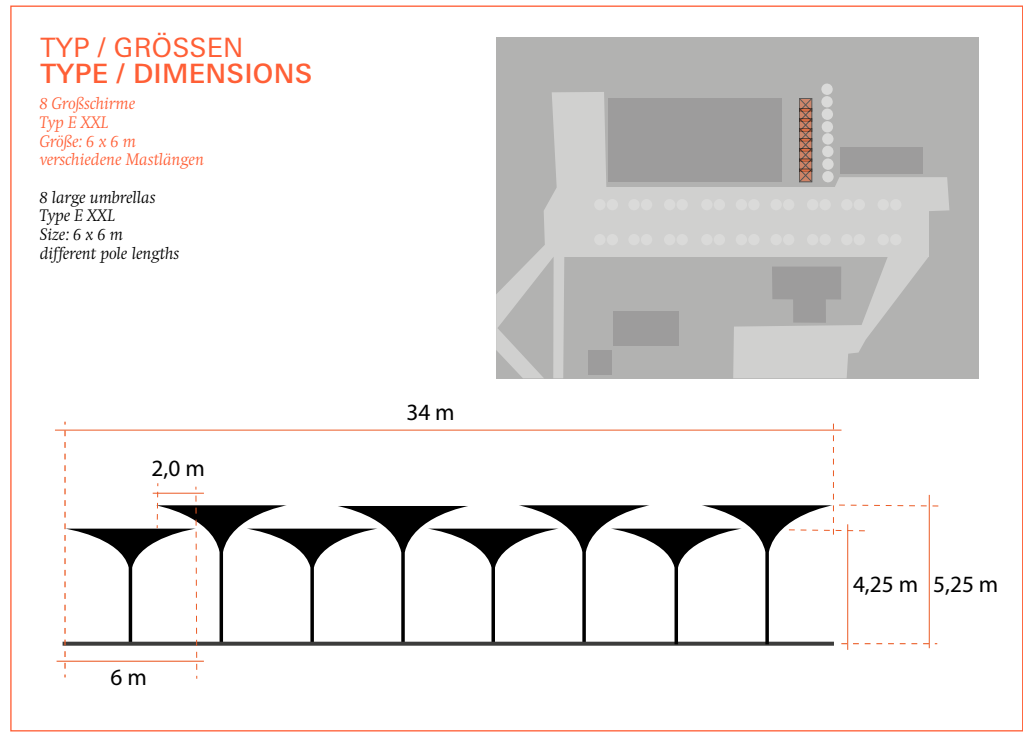 TYP / GRÖSSEN
TYPE / DIMENSIONS
8 Großschirme
Typ E XXL
Größe: 6 x 6 m
verschiedene Mastlängen
8 large umbrellas
Type E XXL
Size: 6 x 6 m
different pole lengths
34 m
2,0 m
4,25 m
5,25 m
6 m